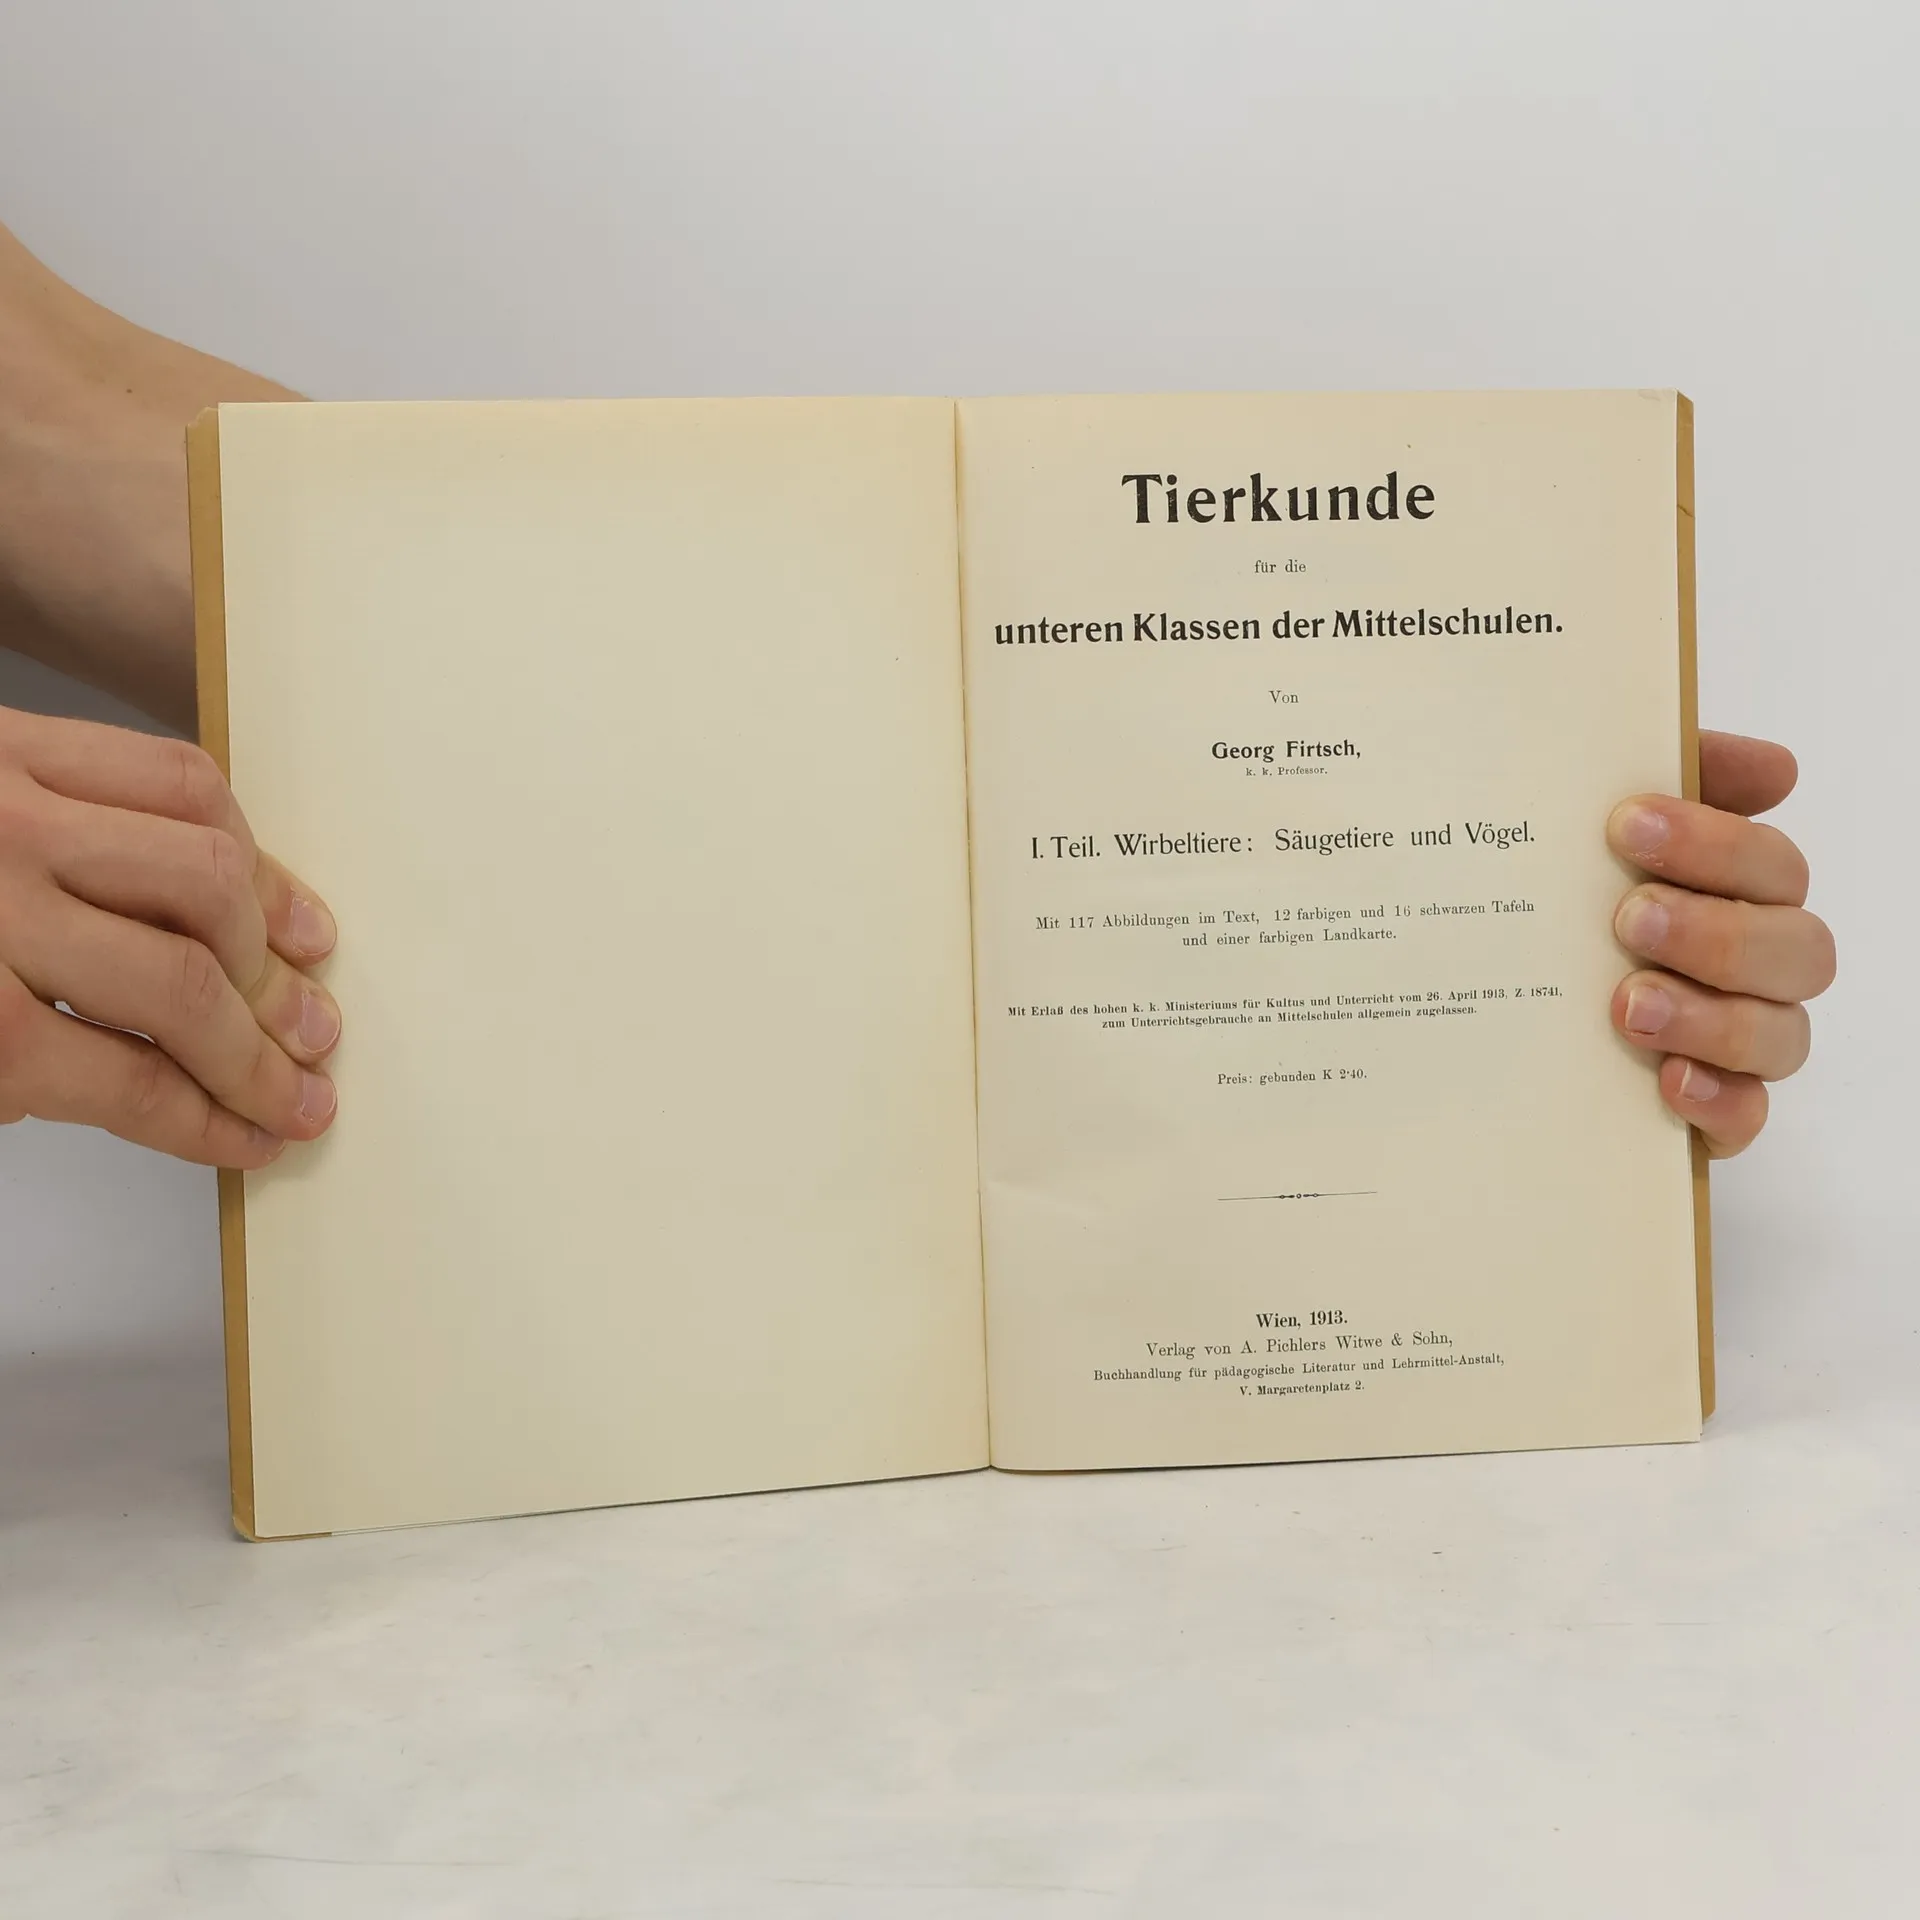 Tierkunde
für die
unteren Klassen der Mittelschulen.
Von
Georg Firtsch,
k. k. Professor.
I. Teil. Wirbeltiere: Säugetiere und Vögel.
Mit 117 Abbildungen im Text, 12 farbigen und 16 schwarzen Tafeln
und einer farbigen Landkarte.
Mit Erlaß des hohen k. k. Ministeriums für Kultus und Unterricht vom 26. April 1913, Z. 18741,
zum Unterrichtsgebrauche an Mittelschulen allgemein zugelassen.
Preis: gebunden K 2·40.
Wien, 1913.
Verlag von A. Pichlers Witwe & Sohn,
Buchhandlung für pädagogische Literatur und Lehrmittel-Anstalt,
V. Margaretenplatz 2.